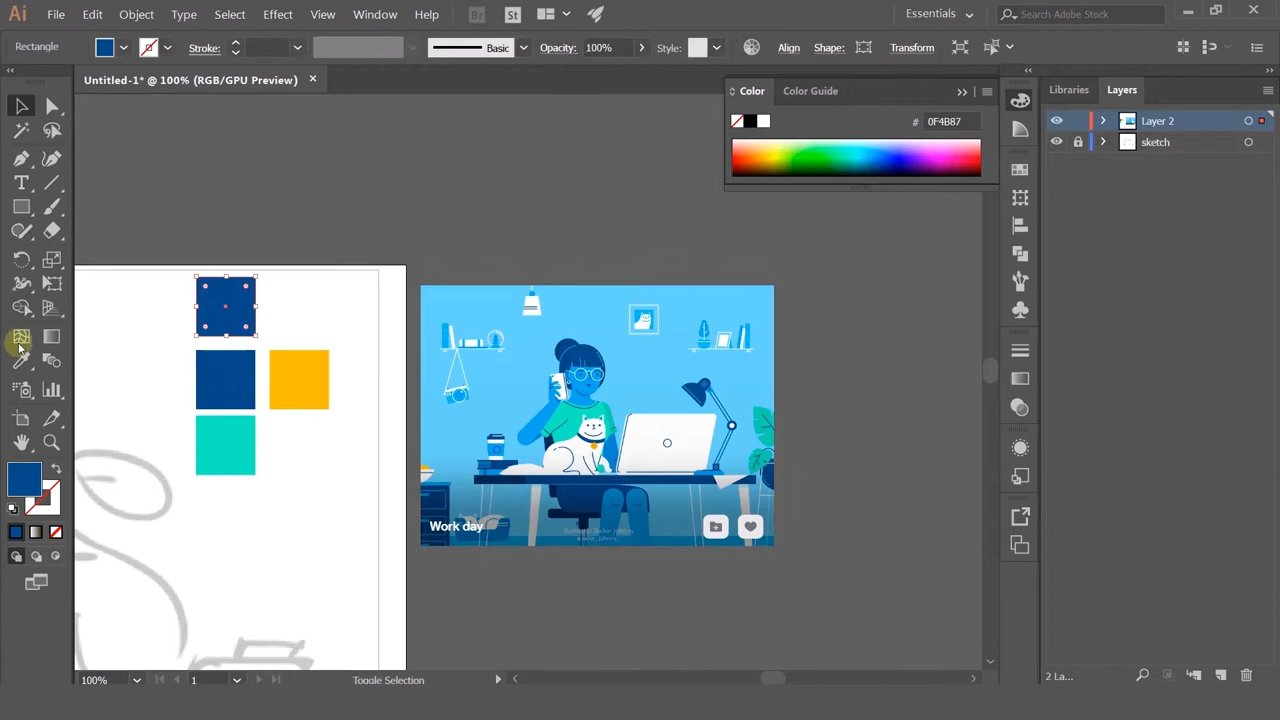 Ai File Edit Object Type Select Effect View Window Help Br St Essentials Search Adobe Stock
Rectangle Stroke: Basic Opacity: 100% Style: Align Shape: Transform
Untitled-1* @ 100% (RGB/GPU Preview)
Color Color Guide
# 0F4B87
Libraries Layers
Layer 2
sketch
Work day
100% 1 Toggle Selection
2 La...